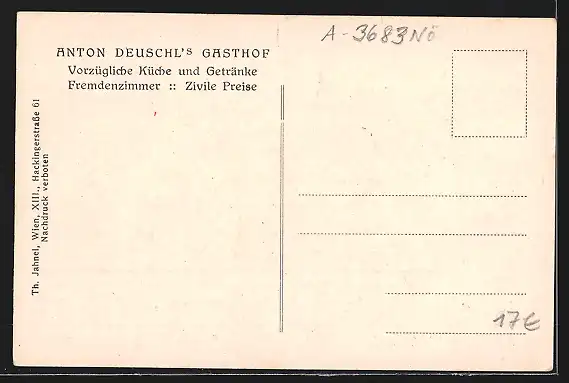 A-3683NÖ
ANTON DEUSCHL'S GASTHOF
Vorzügliche Küche und Getränke
Fremdenzimmer :: Zivile Preise
Th. Jahnel, Wien, XIII., Hackingerstraße 61
Nachdruck verboten
17€